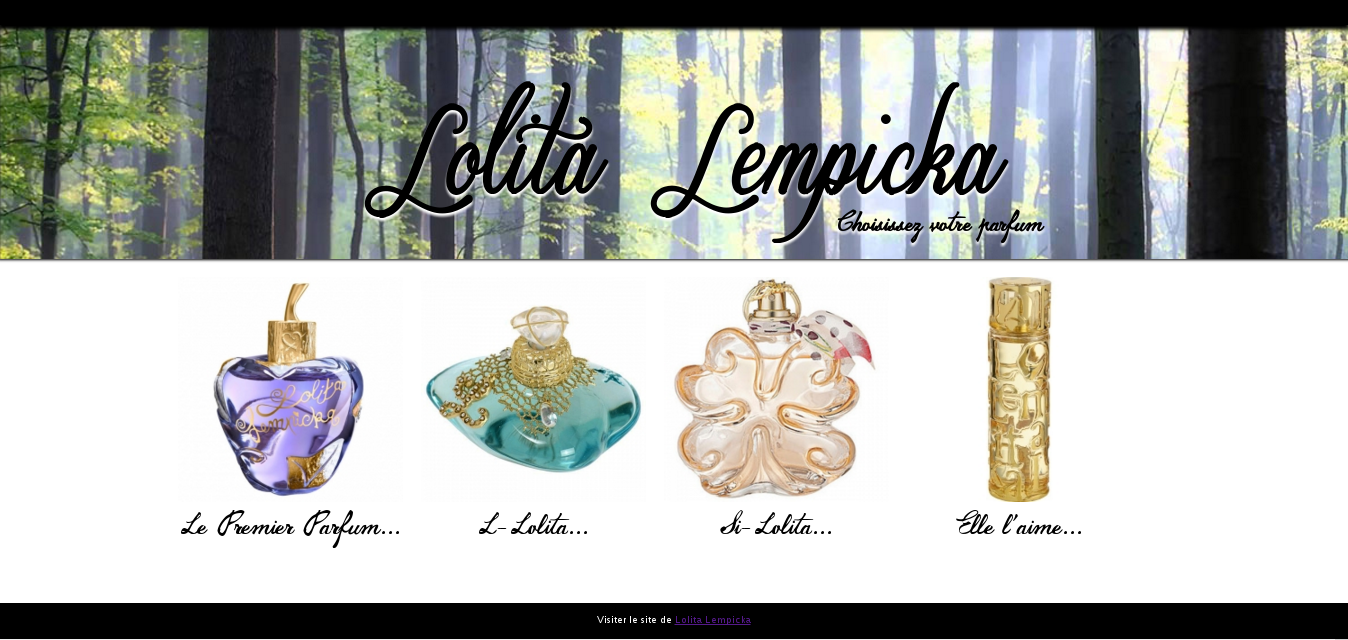 Lolita Lempicka
Choisissez votre parfum
Lolita
Lempicka
Le Premier Parfum...
L-Lolita...
Si-Lolita...
Elle l'aime...
Visiter le site de Lolita Lempicka